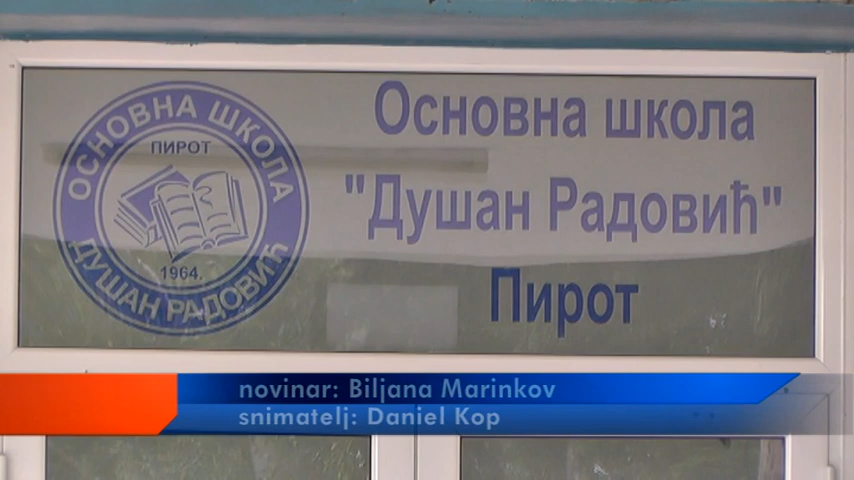 ОСНОВНА ШКОЛА
ПИРОТ
1964.
ДУШАН РАДОВИЋ
Основна школа
"Душан Радовић"
Пирот
novinar: Biljana Marinkov
snimatelj: Daniel Kop